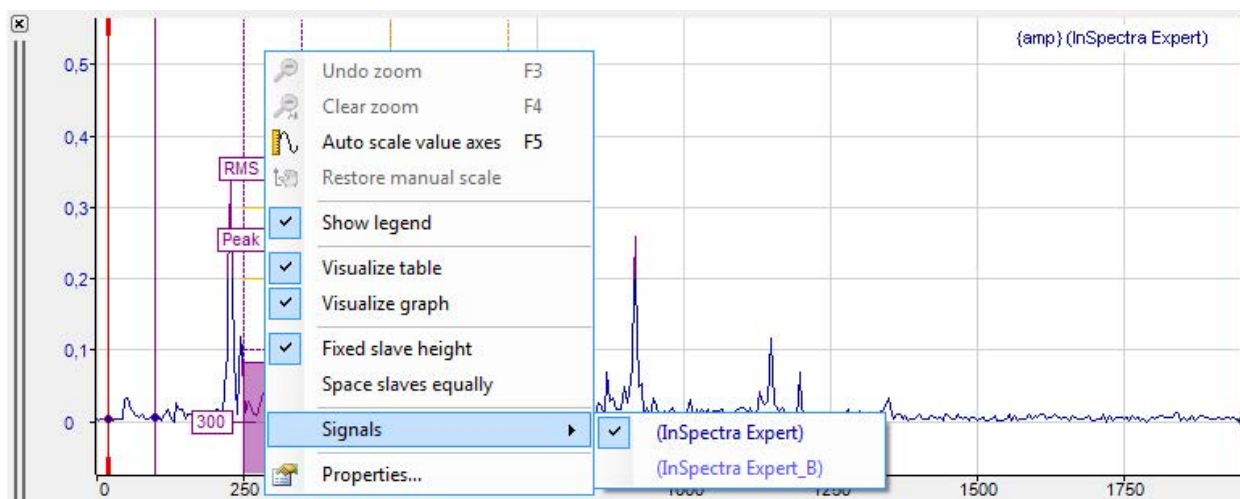 {amp} (InSpectra Expert)
0,5
0,4
0,3
0,2
0,1
0
RMS
Peak
300
Undo zoom F3
Clear zoom F4
Auto scale value axes F5
Restore manual scale
Show legend
Visualize table
Visualize graph
Fixed slave height
Space slaves equally
Signals
Properties...
(InSpectra Expert)
(InSpectra Expert_B)
0 250 1000 1250 1500 1750